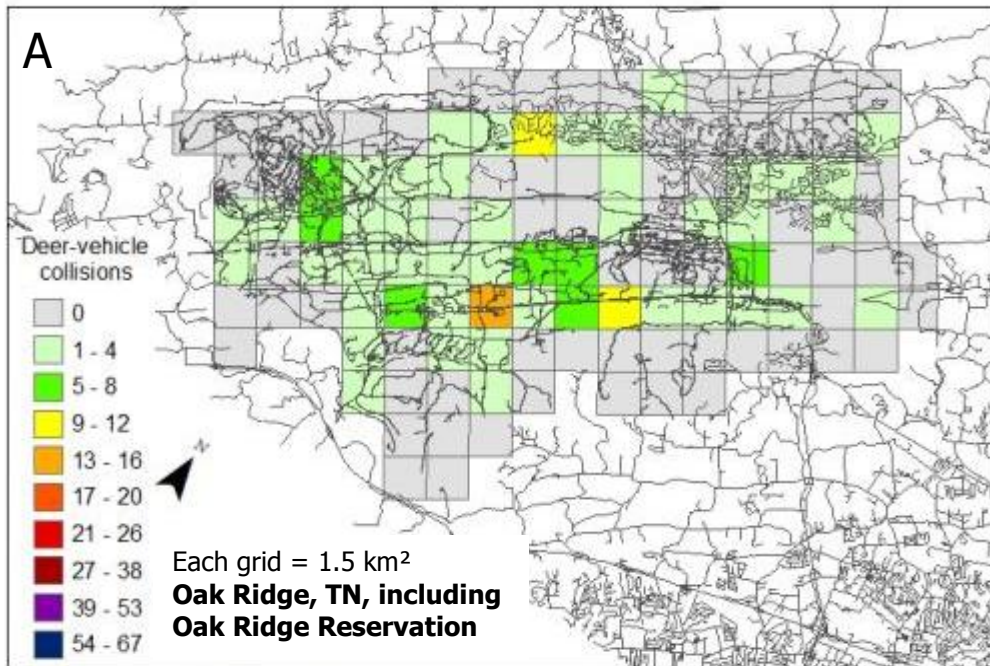 A
Deer-vehicle
collisions
0
1 - 4
5 - 8
9 - 12
13 - 16
17 - 20
21 - 26
27 - 38
39 - 53
54 - 67
N
Each grid = 1.5 km²
Oak Ridge, TN, including
Oak Ridge Reservation